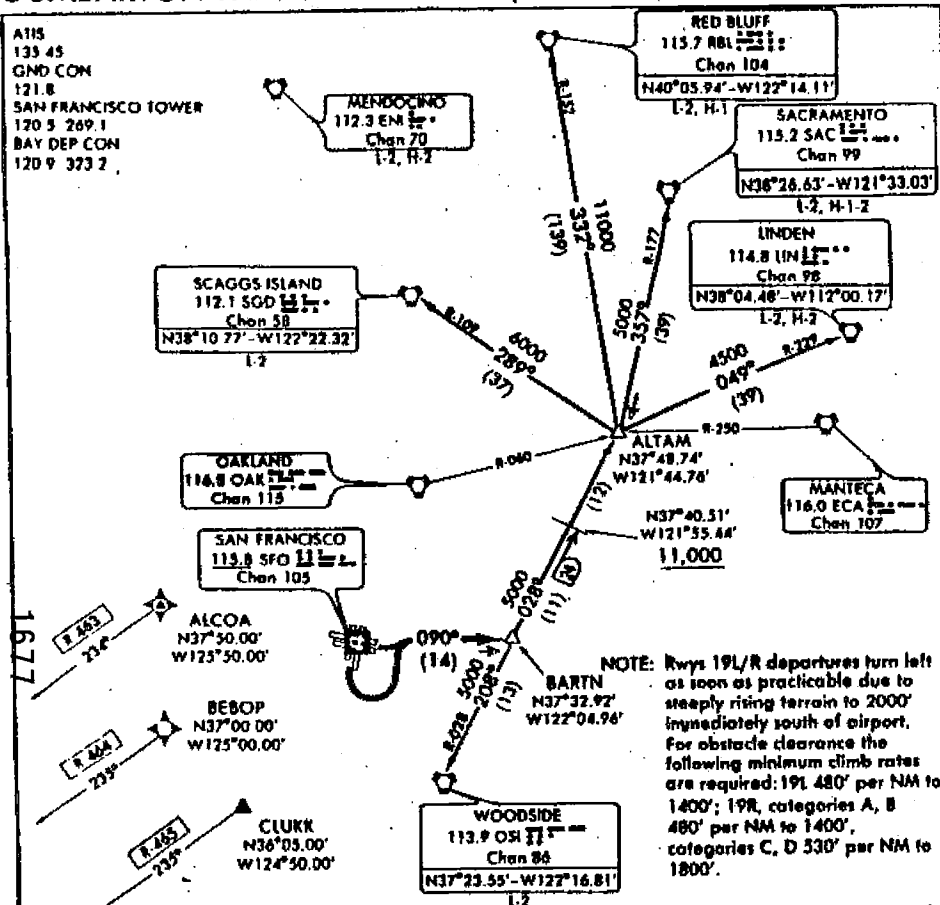 ATIS
135 45
GND CON
121.8
SAN FRANCISCO TOWER
120 5 269.1
BAY DEP CON
120 9 323 2
RED BLUFF
115.7 RBL
Chan 104
N40°05.94'-W122°14.11'
L-2, H-1
MENDOCINO
112.3 ENI
Chan 70
L-2, H-2
SACRAMENTO
115.2 SAC
Chan 99
N38°26.63'-W121°33.03'
L-2, H-1-2
LINDEN
114.8 LIN
Chan 98
N38°04.48'-W112°00.17'
L-2, H-2
SCAGGS ISLAND
112.1 SGD
Chan 58
N38°10 77'-W122°22.32'
L-2
R-152
11000
332°
(139)
R-177
5000
357°
(39)
R-109
6000
289°
(37)
4500
049°
(39)
R-229
OAKLAND
116.8 OAK
Chan 115
R-060
ALTAM
N37°48.74'
W121°44.76'
R-250
MANTECA
116.0 ECA
Chan 107
(12)
N37°40.51'
W121°55.44'
11,000
SAN FRANCISCO
115.8 SFO
Chan 105
5000
028°
(11)
24
090°
(14)
BARTN
N37°32.92'
W122°04.96'
5000
208°
(13)
R-028
WOODSIDE
113.9 OSI
Chan 86
N37°23.55'-W122°16.81'
L-2
1677
R 463
234°
ALCOA
N37°50.00'
W125°50.00'
R 464
235°
BEBOP
N37°00 00'
W125°00.00'
R-465
235°
CLUKK
N36°05.00'
W124°50.00'
NOTE: Rwys 19L/R departures turn left
as soon as practicable due to
steeply rising terrain to 2000'
immediately south of airport.
For obstacle clearance the
following minimum climb rates
are required: 19L 480' per NM to
1400'; 19R, categories A, B
480' per NM to 1400',
categories C, D 530' per NM to
1800'.